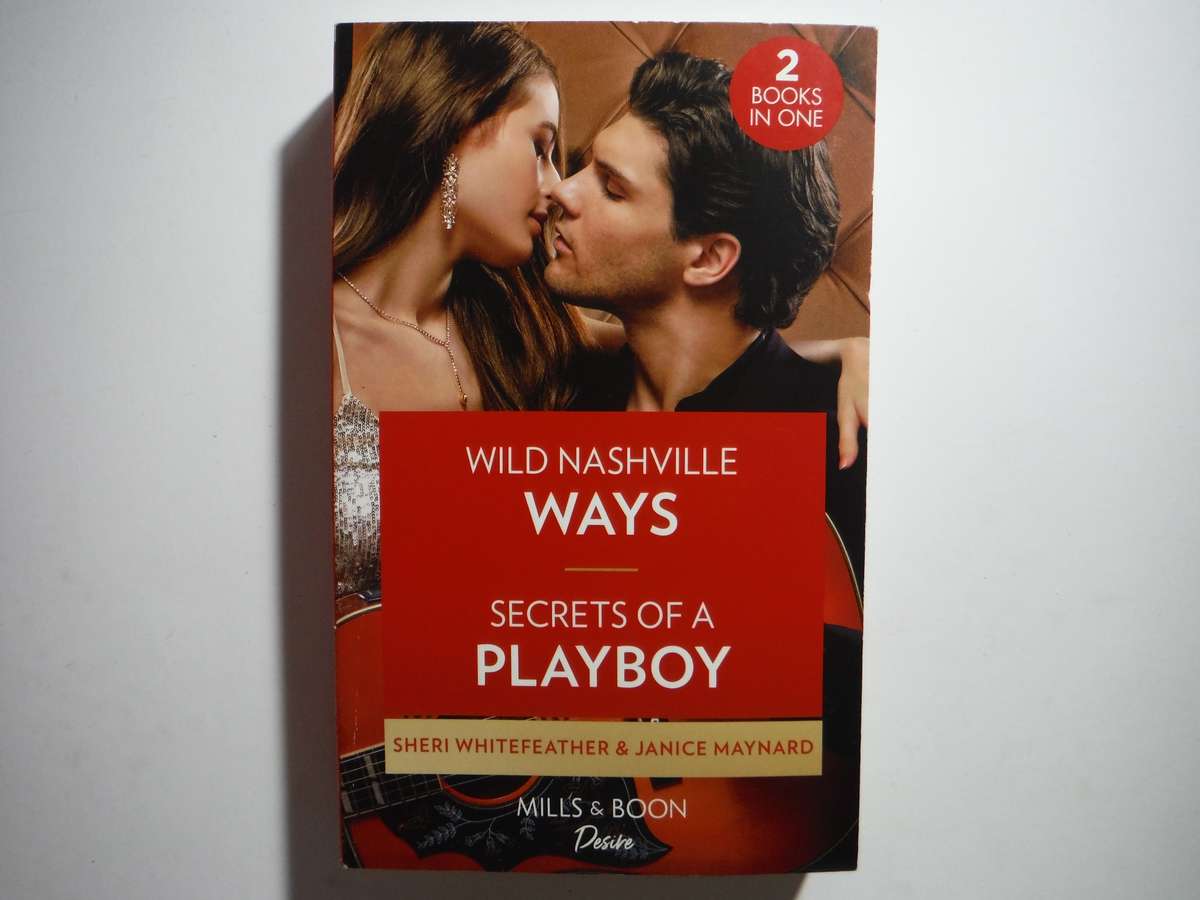 2
BOOKS
IN ONE
WILD NASHVILLE
WAYS
SECRETS OF A
PLAYBOY
SHERI WHITEFEATHER & JANICE MAYNARD
MILLS & BOON
Desire